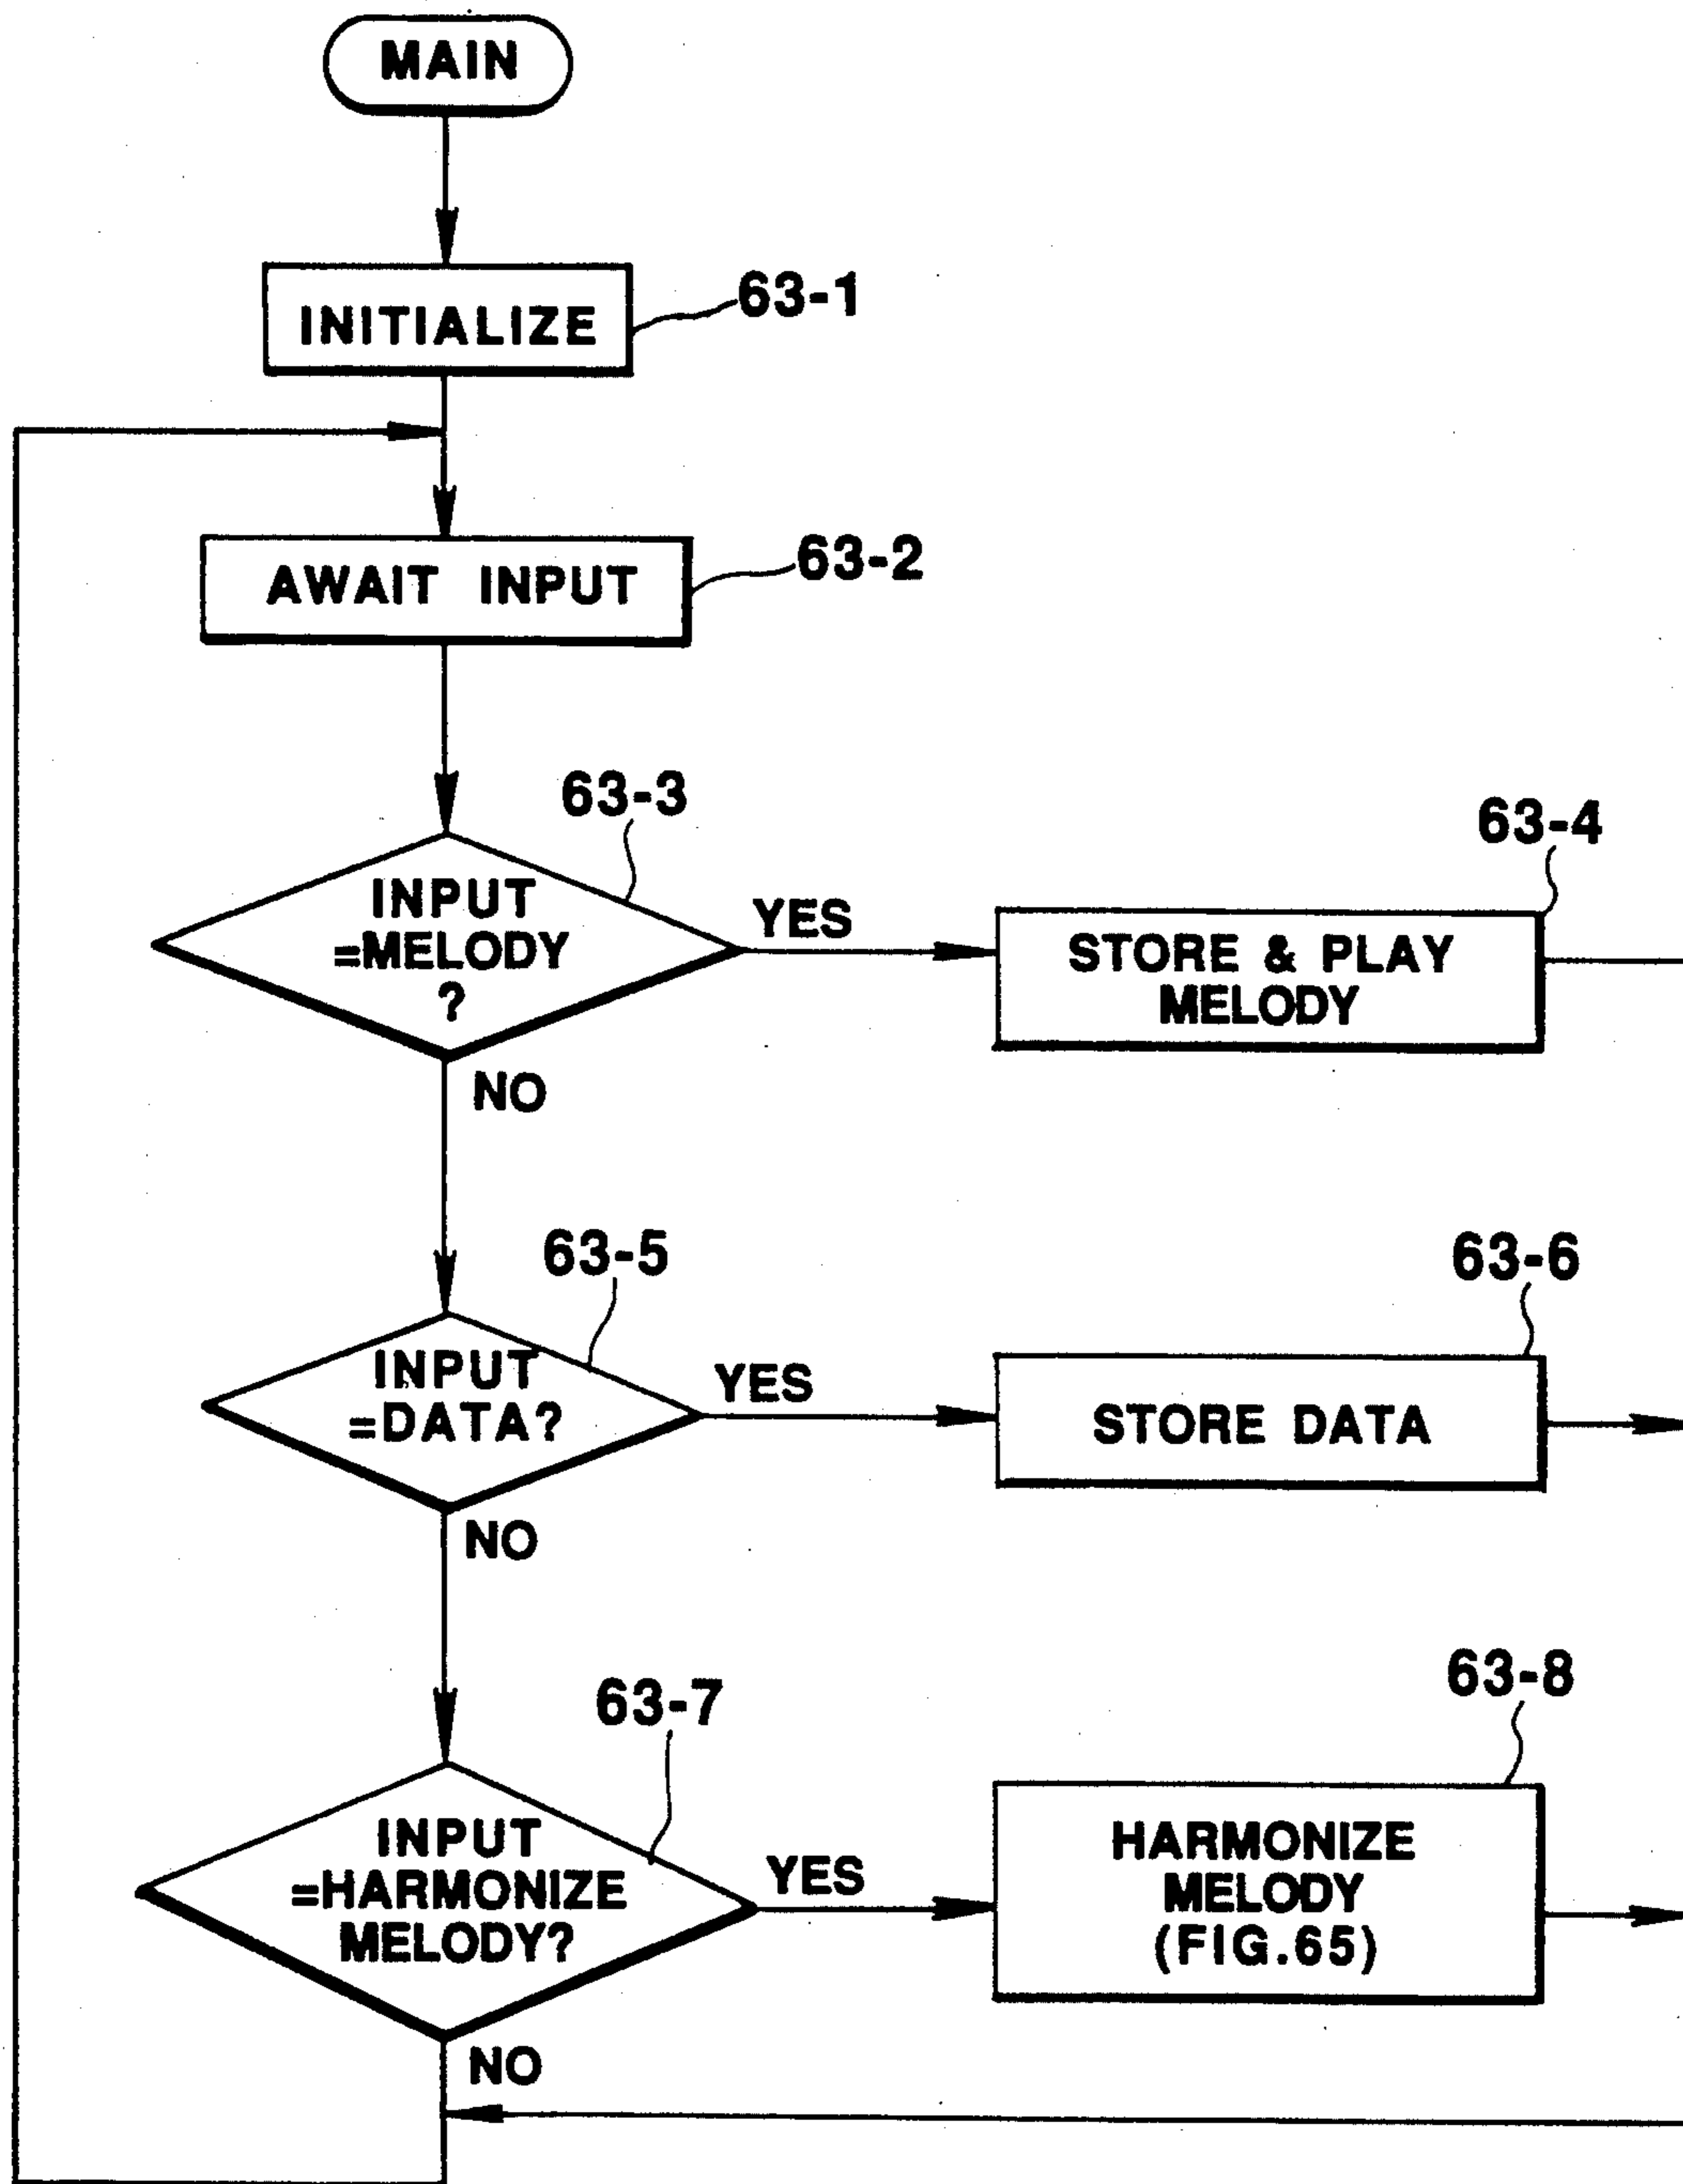 MAIN
INITIALIZE
63-1
AWAIT INPUT
63-2
63-3
INPUT
=MELODY
?
YES
NO
63-4
STORE & PLAY
MELODY
63-5
INPUT
=DATA?
YES
NO
63-6
STORE DATA
63-7
INPUT
=HARMONIZE
MELODY?
YES
NO
63-8
HARMONIZE
MELODY
(FIG.65)